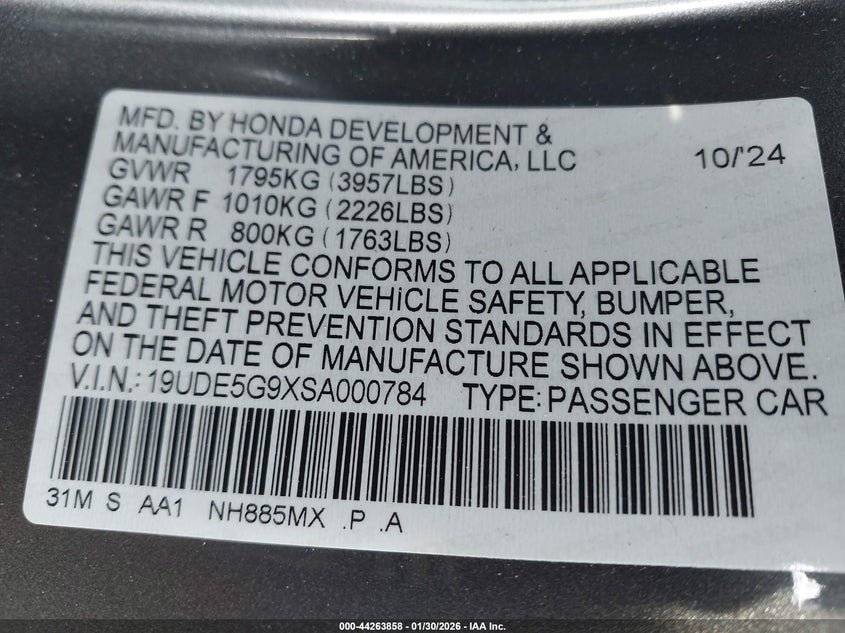 MFD. BY HONDA DEVELOPMENT &
MANUFACTURING OF AMERICA, LLC 10/'24
GVWR 1795KG (3957LBS)
GAWR F 1010KG (2226LBS)
GAWR R 800KG (1763LBS)
THIS VEHICLE CONFORMS TO ALL APPLICABLE
FEDERAL MOTOR VEHICLE SAFETY, BUMPER,
AND THEFT PREVENTION STANDARDS IN EFFECT
ON THE DATE OF MANUFACTURE SHOWN ABOVE.
V.I.N.: 19UDE5G9XSA000784 TYPE: PASSENGER CAR
31M S AA1 NH885MX .P .A
000-44263858 - 01/30/2026 - IAA Inc.